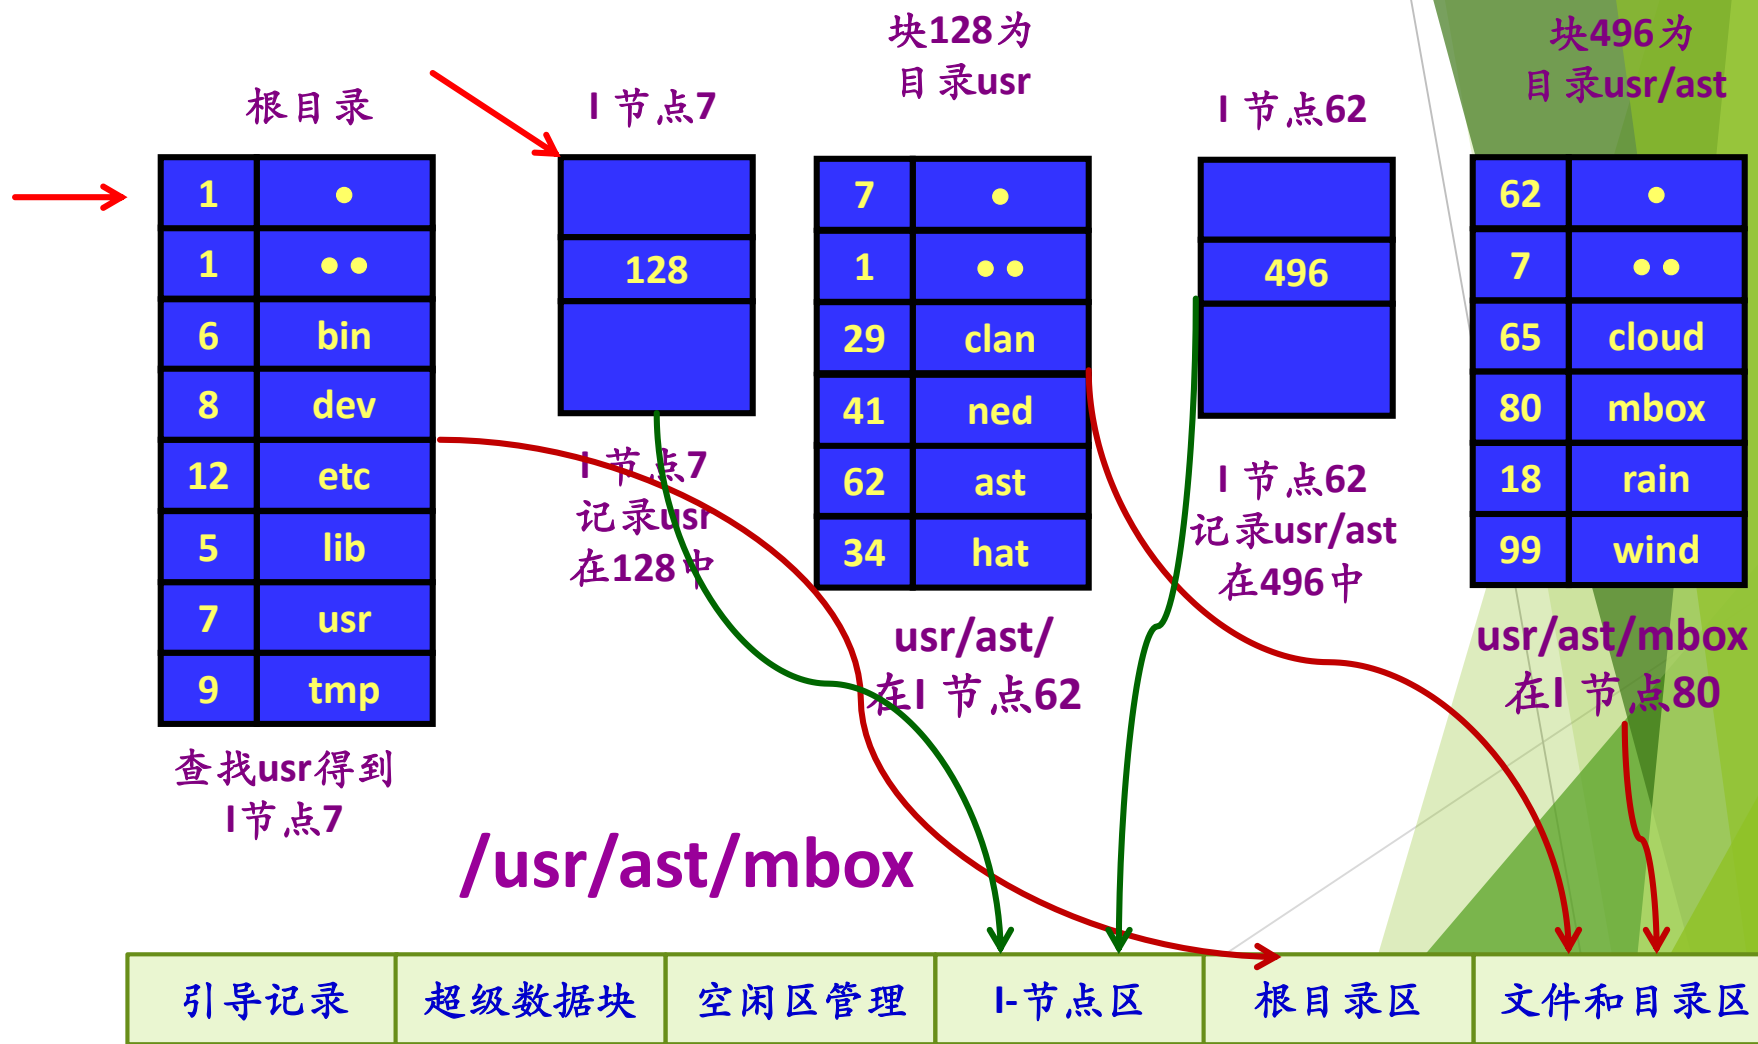 根目录
1 •
1 ••
6 bin
8 dev
12 etc
5 lib
7 usr
9 tmp
查找usr得到
I节点7
I 节点7
128
I 节点7
记录usr
在128中
块128为
目录usr
7 •
1 ••
29 clan
41 ned
62 ast
34 hat
usr/ast/
在I 节点62
I 节点62
496
I 节点62
记录usr/ast
在496中
块496为
目录usr/ast
62 •
7 ••
65 cloud
80 mbox
18 rain
99 wind
usr/ast/mbox
在I 节点80
/usr/ast/mbox
引导记录 超级数据块 空闲区管理 I-节点区 根目录区 文件和目录区